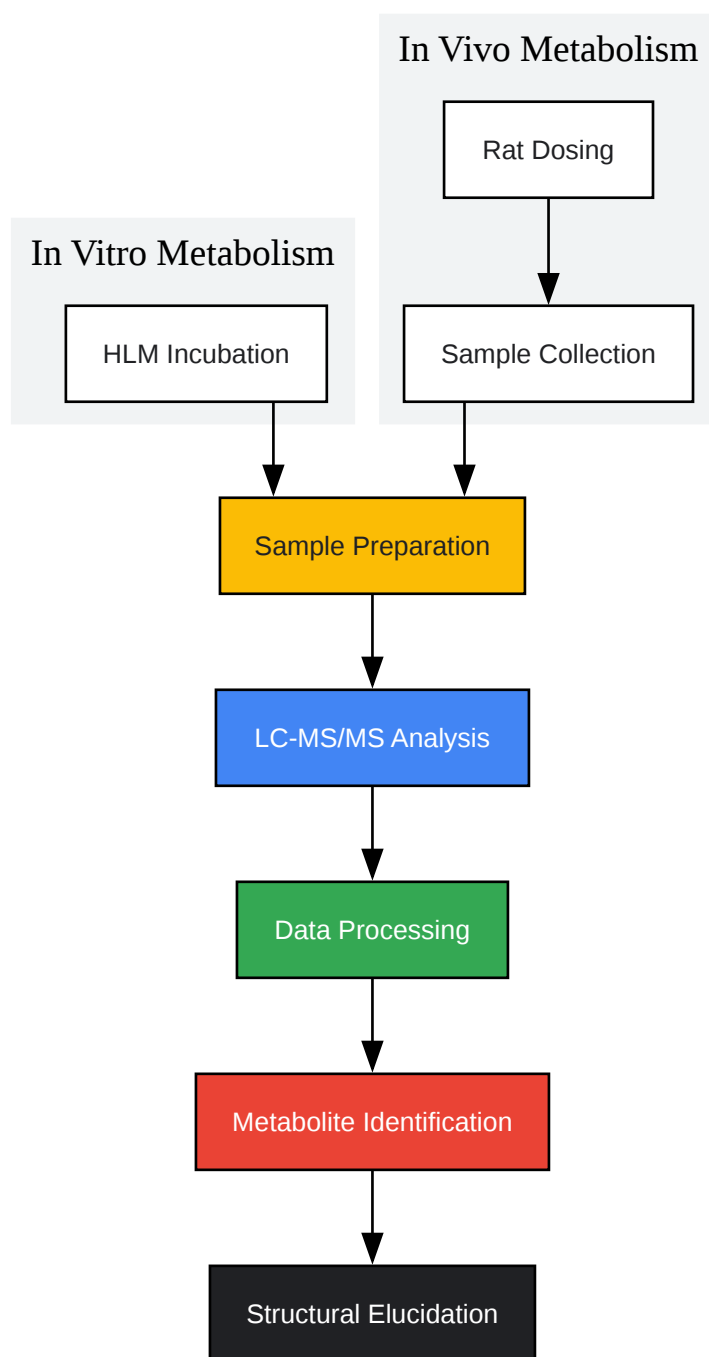 In Vivo Metabolism
Rat Dosing
In Vitro Metabolism
HLM Incubation
Sample Collection
Sample Preparation
LC-MS/MS Analysis
Data Processing
Metabolite Identification
Structural Elucidation